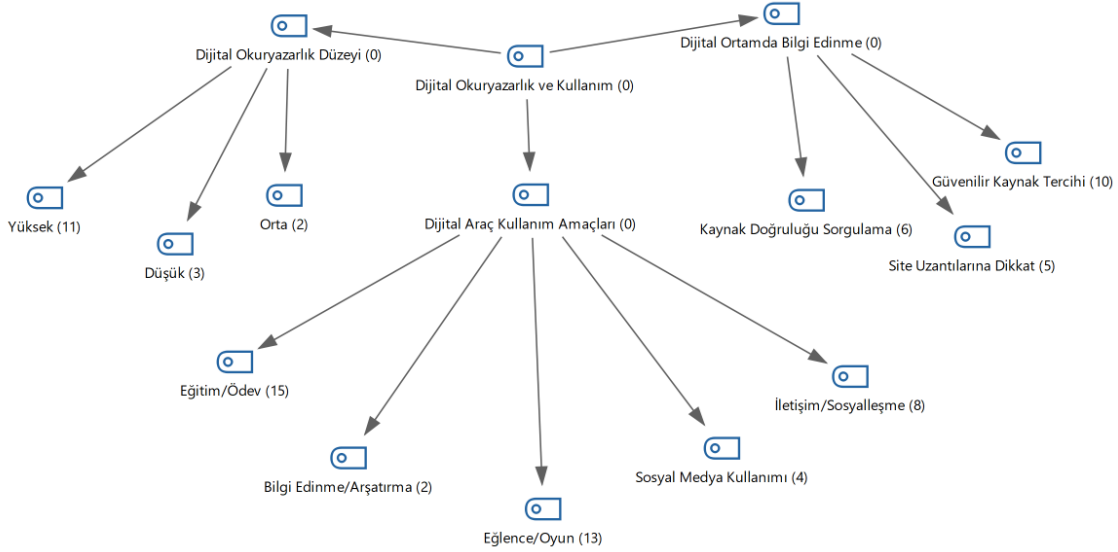 Dijital Okuryazarlık Düzeyi (0)
Dijital Okuryazarlık ve Kullanım (0)
Dijital Ortamda Bilgi Edinme (0)
Yüksek (11)
Düşük (3)
Orta (2)
Dijital Araç Kullanım Amaçları (0)
Kaynak Doğruluğu Sorgulama (6)
Site Uzantılarına Dikkat (5)
Güvenilir Kaynak Tercihi (10)
Eğitim/Ödev (15)
Bilgi Edinme/Arşatırma (2)
Eğlence/Oyun (13)
Sosyal Medya Kullanımı (4)
İletişim/Sosyalleşme (8)